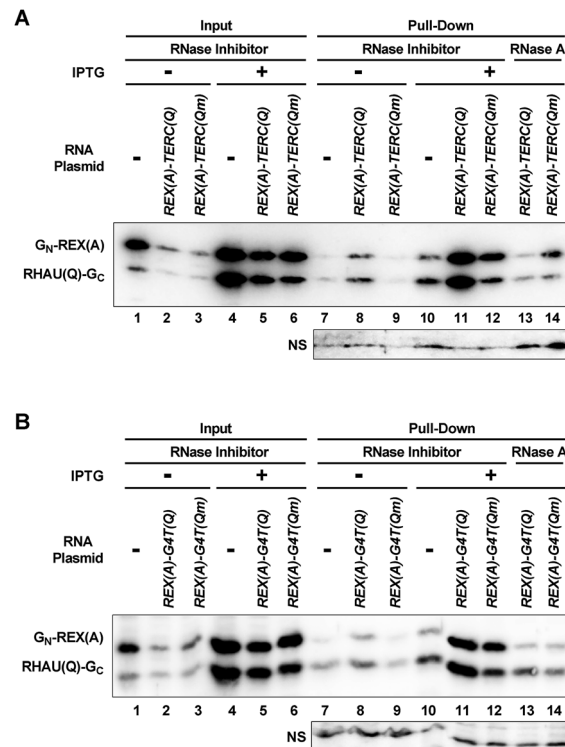 A
Input Pull-Down
RNase Inhibitor RNase Inhibitor RNase A
IPTG - + - +
RNA Plasmid - REX(A)-TERC(Q) REX(A)-TERC(Qm) - REX(A)-TERC(Q) REX(A)-TERC(Qm) - REX(A)-TERC(Q) REX(A)-TERC(Qm) - REX(A)-TERC(Q) REX(A)-TERC(Qm) REX(A)-TERC(Q) REX(A)-TERC(Qm)
GN-REX(A)
RHAU(Q)-GC
1 2 3 4 5 6 7 8 9 10 11 12 13 14
NS
B
Input Pull-Down
RNase Inhibitor RNase Inhibitor RNase A
IPTG - + - +
RNA Plasmid - REX(A)-G4T(Q) REX(A)-G4T(Qm) - REX(A)-G4T(Q) REX(A)-G4T(Qm) - REX(A)-G4T(Q) REX(A)-G4T(Qm) - REX(A)-G4T(Q) REX(A)-G4T(Qm) REX(A)-G4T(Q) REX(A)-G4T(Qm)
GN-REX(A)
RHAU(Q)-GC
1 2 3 4 5 6 7 8 9 10 11 12 13 14
NS